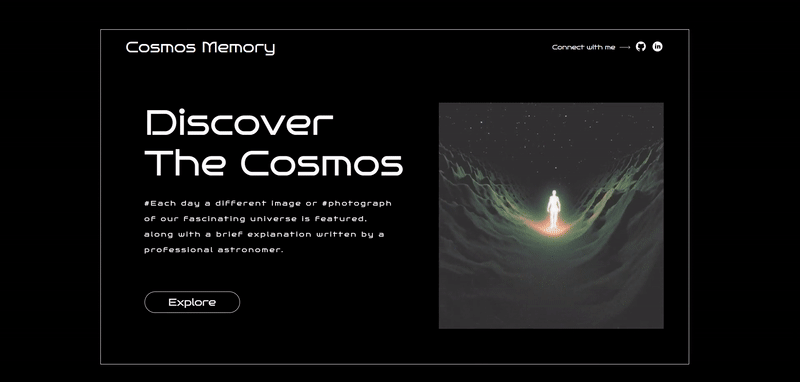 Cosmos Memory
Connect with me
Discover
The Cosmos
#Each day a different image or #photograph
of our fascinating universe is featured,
along with a brief explanation written by a
professional astronomer.
Explore